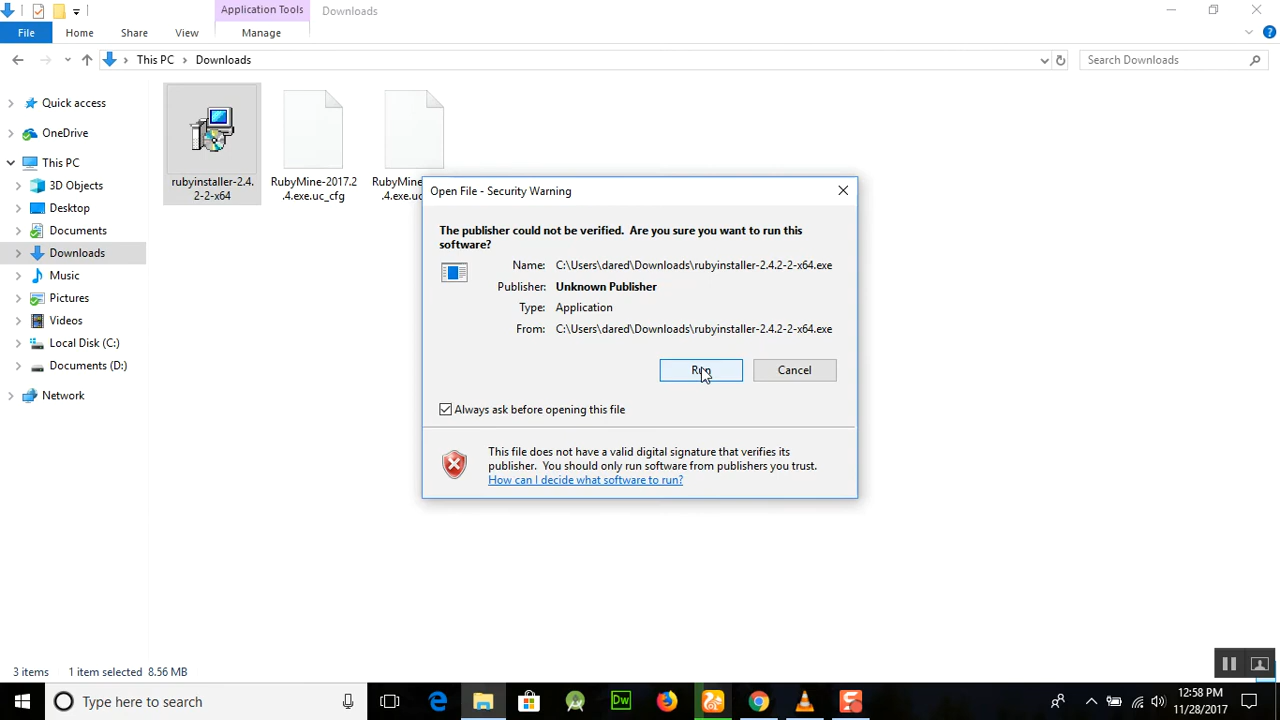 Application Tools
Downloads
File
Home
Share
View
Manage
This PC
Downloads
Search Downloads
Quick access
OneDrive
This PC
3D Objects
Desktop
Documents
Downloads
Music
Pictures
Videos
Local Disk (C:)
Documents (D:)
Network
rubyinstaller-2.4.
2-2-x64
RubyMine-2017.2
.4.exe.uc_cfg
RubyMine
.4.exe.uc
Open File - Security Warning
The publisher could not be verified. Are you sure you want to run this
software?
Name: C:\Users\dared\Downloads\rubyinstaller-2.4.2-2-x64.exe
Publisher: Unknown Publisher
Type: Application
From: C:\Users\dared\Downloads\rubyinstaller-2.4.2-2-x64.exe
Run
Cancel
Always ask before opening this file
This file does not have a valid digital signature that verifies its
publisher. You should only run software from publishers you trust.
How can I decide what software to run?
3 items
1 item selected 8.56 MB
Type here to search
Dw
12:58 PM
11/28/2017